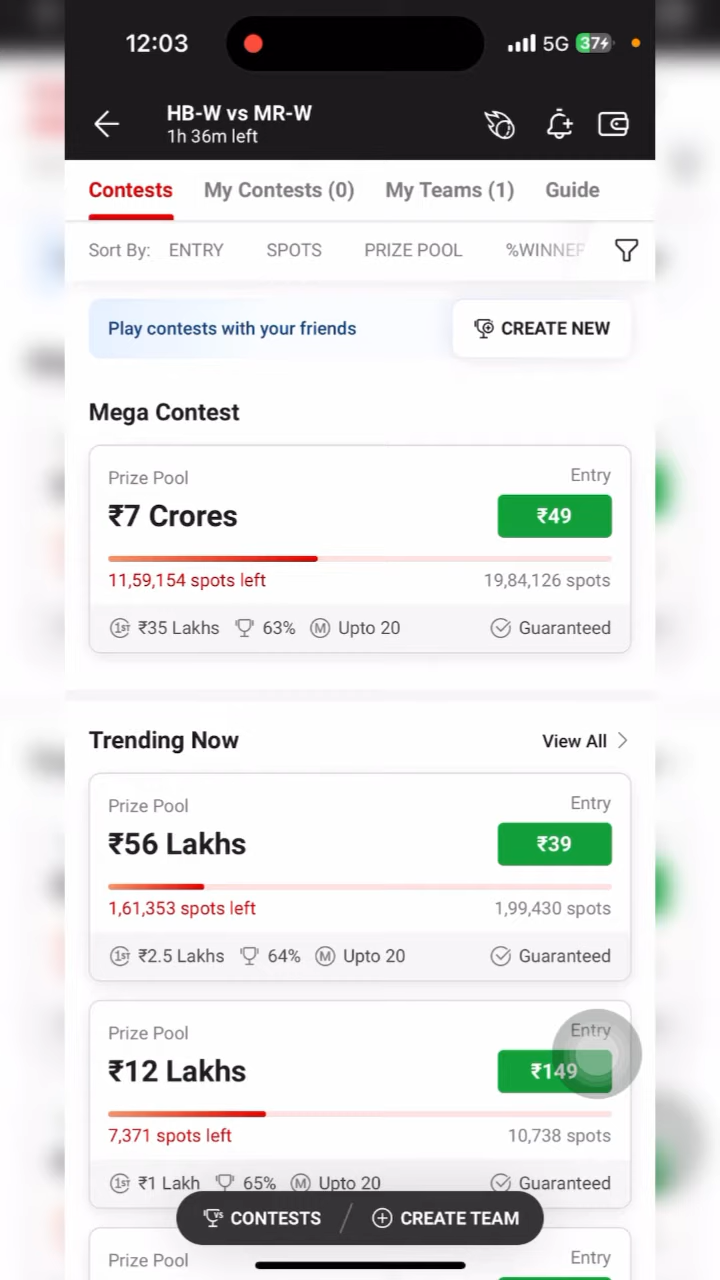 12:03 5G 37
HB-W vs MR-W
1h 36m left
Contests My Contests (0) My Teams (1) Guide
Sort By: ENTRY SPOTS PRIZE POOL %WINNER
Play contests with your friends CREATE NEW
Mega Contest
Prize Pool Entry
₹7 Crores ₹49
11,59,154 spots left 19,84,126 spots
1st ₹35 Lakhs 63% M Upto 20 Guaranteed
Trending Now View All
Prize Pool Entry
₹56 Lakhs ₹39
1,61,353 spots left 1,99,430 spots
1st ₹2.5 Lakhs 64% M Upto 20 Guaranteed
Prize Pool Entry
₹12 Lakhs ₹149
7,371 spots left 10,738 spots
1st ₹1 Lakh 65% M Upto 20 Guaranteed
VS CONTESTS CREATE TEAM
Prize Pool Entry